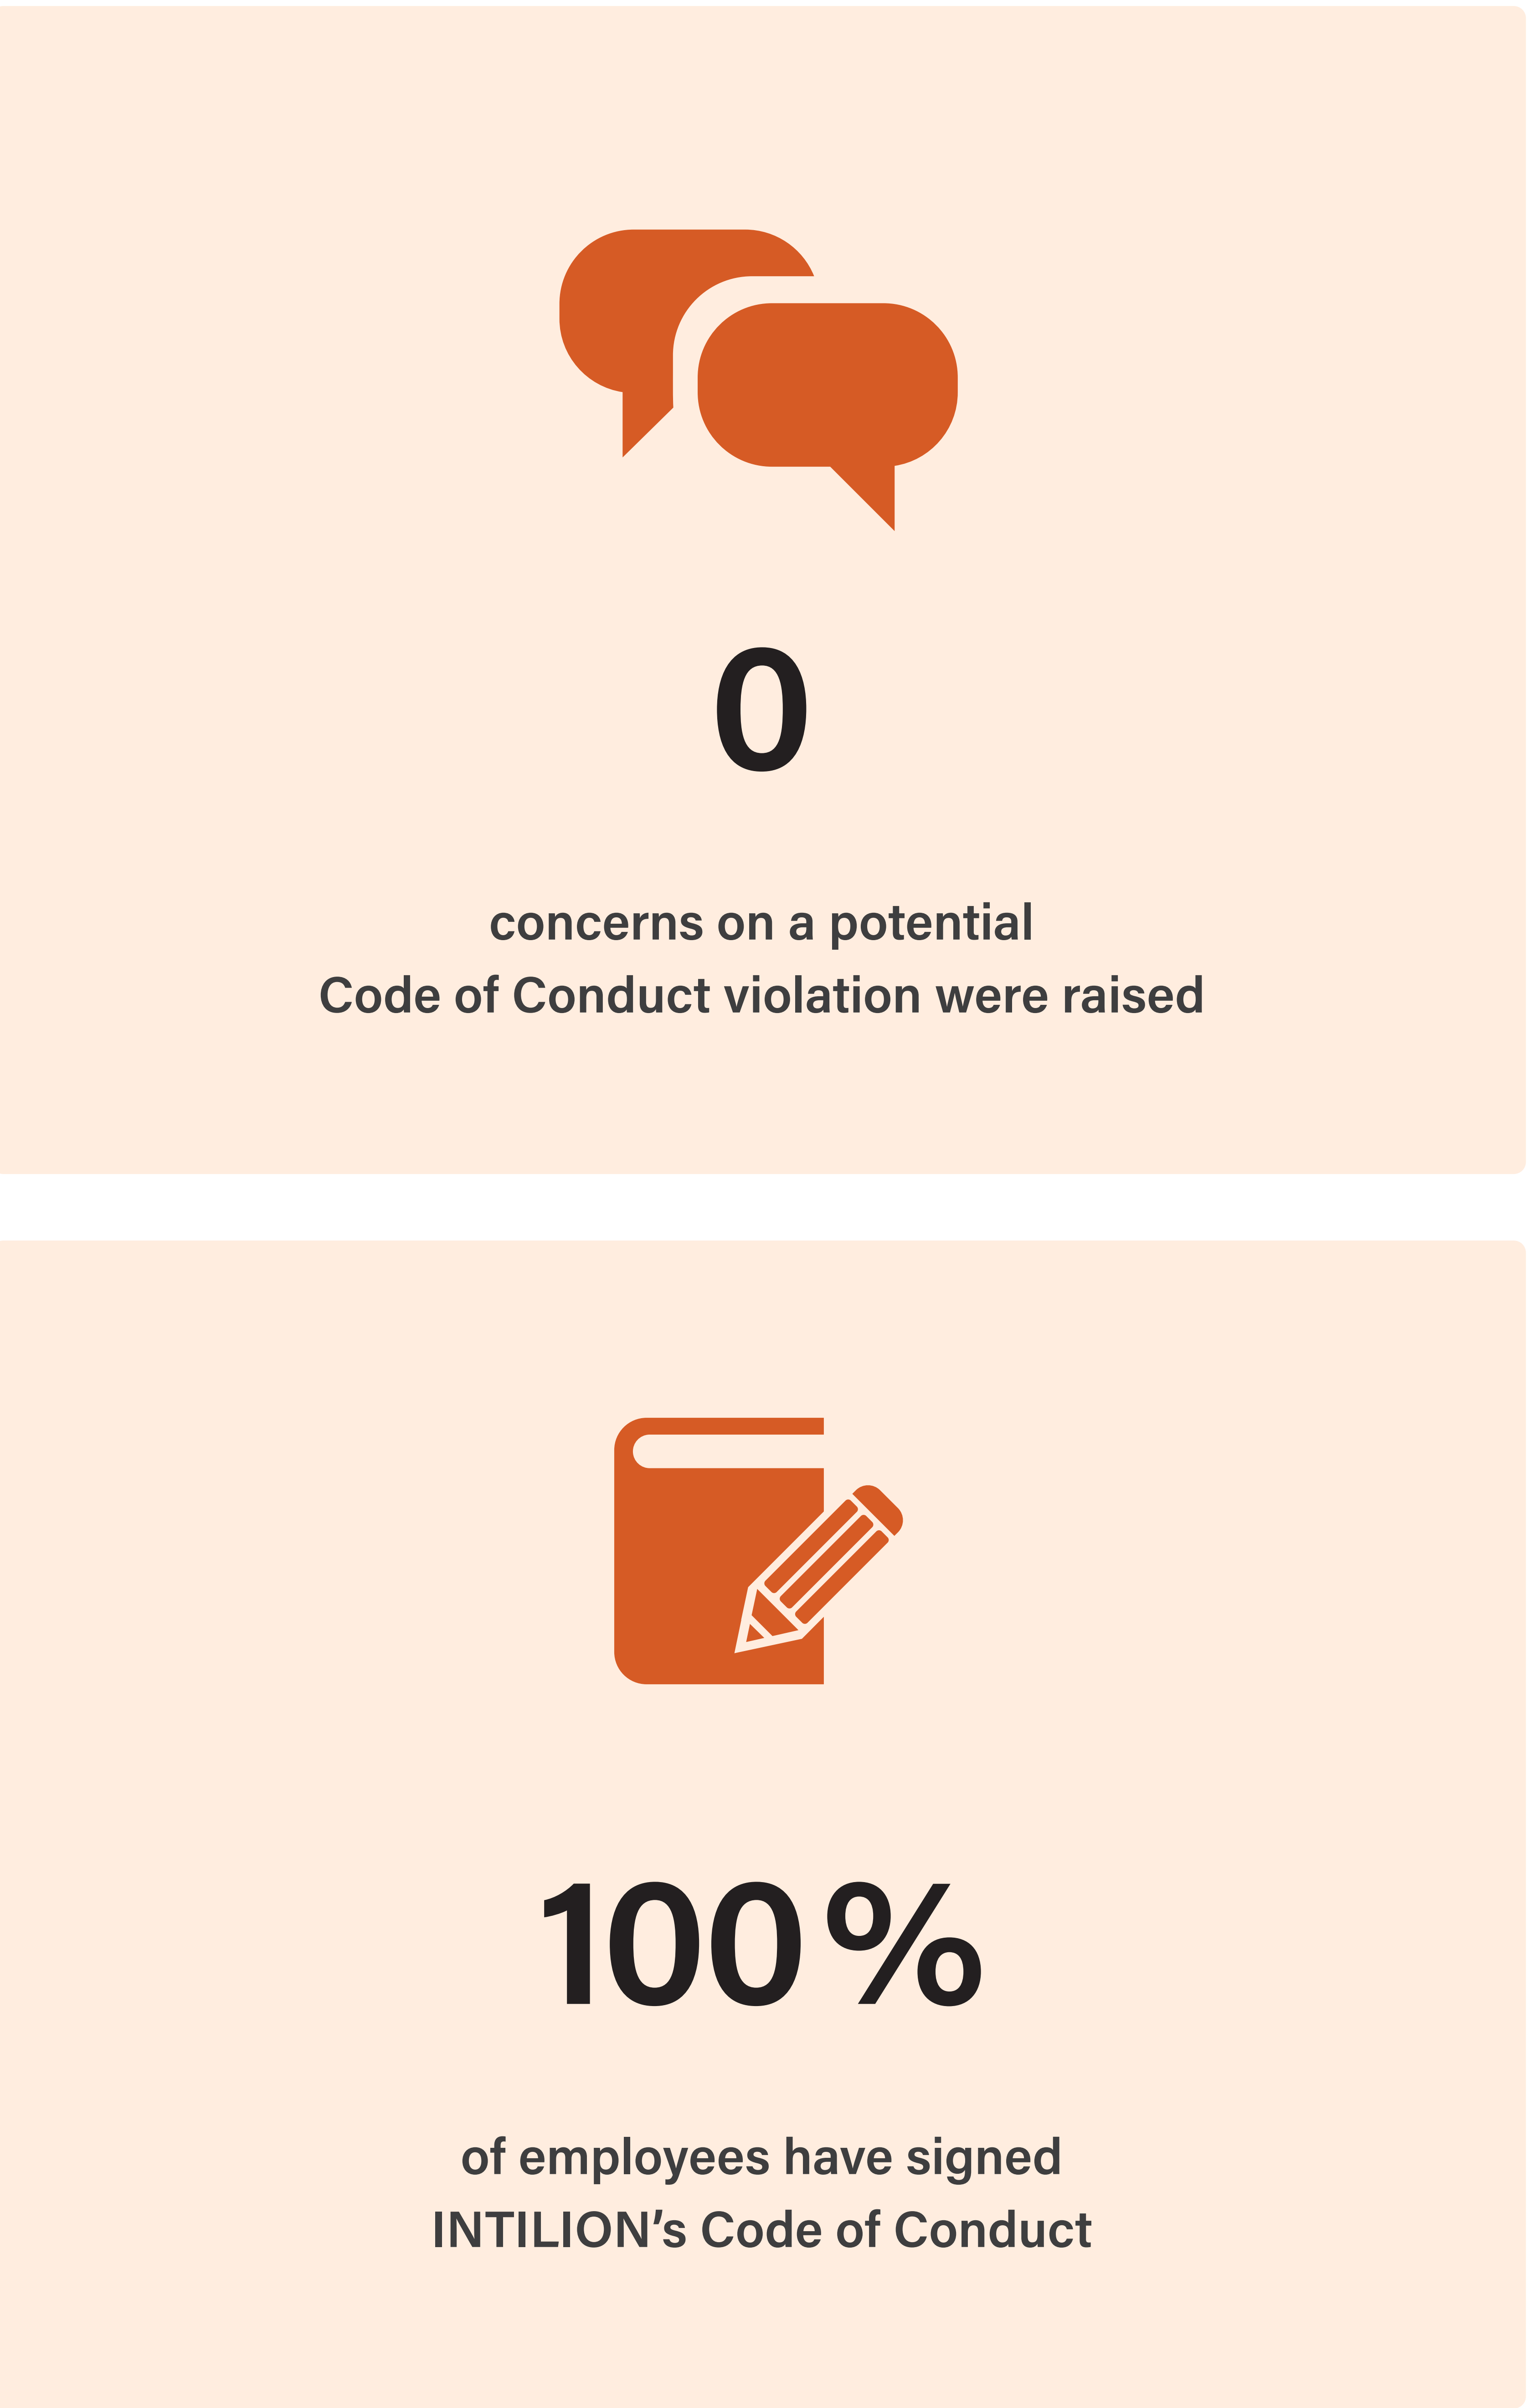 0
concerns on a potential
Code of Conduct violation were raised
100 %
of employees have signed
INTILION’s Code of Conduct